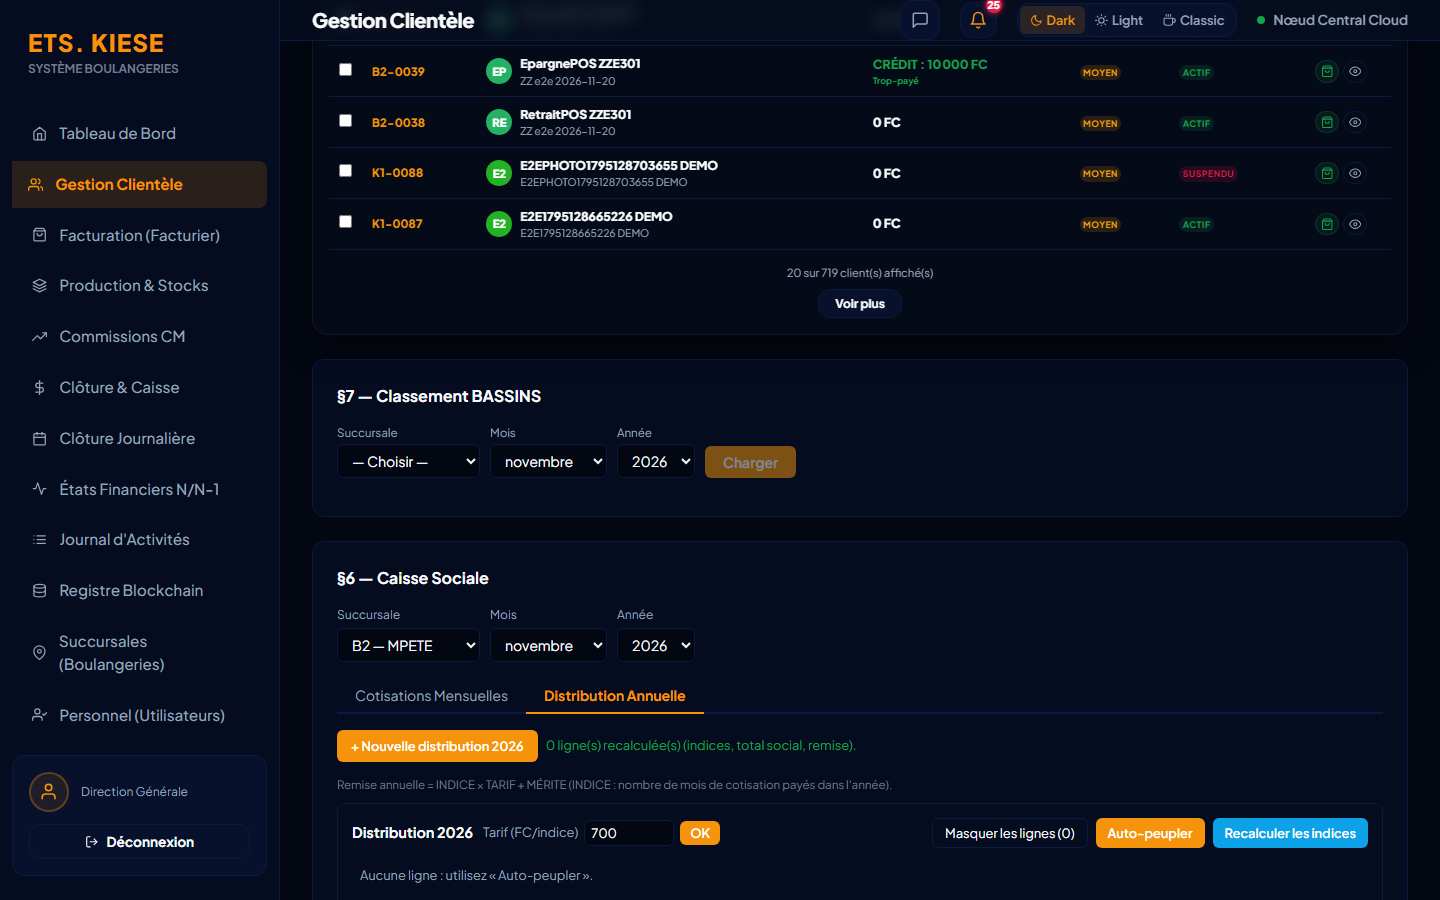 ETS. KIESE
SYSTÈME BOULANGERIES
Tableau de Bord
Gestion Clientèle
Facturation (Facturier)
Production & Stocks
Commissions CM
Clôture & Caisse
Clôture Journalière
États Financiers N/N-1
Journal d'Activités
Registre Blockchain
Succursales
(Boulangeries)
Personnel (Utilisateurs)
Direction Générale
Déconnexion
Gestion Clientèle
25
Dark
Light
Classic
Nœud Central Cloud
B2-0039
EP
EpargnePOS ZZE301
ZZ e2e 2026-11-20
CRÉDIT : 10 000 FC
Trop-payé
MOYEN
ACTIF
B2-0038
RE
RetraitPOS ZZE301
ZZ e2e 2026-11-20
0 FC
MOYEN
ACTIF
K1-0088
E2
E2EPHOTO1795128703655 DEMO
E2EPHOTO1795128703655 DEMO
0 FC
MOYEN
SUSPENDU
K1-0087
E2
E2E1795128665226 DEMO
E2E1795128665226 DEMO
0 FC
MOYEN
ACTIF
20 sur 719 client(s) affiché(s)
Voir plus
§7 — Classement BASSINS
Succursale
Mois
Année
— Choisir —
novembre
2026
Charger
§6 — Caisse Sociale
Succursale
Mois
Année
B2 — MPETE
novembre
2026
Cotisations Mensuelles
Distribution Annuelle
+ Nouvelle distribution 2026
0 ligne(s) recalculée(s) (indices, total social, remise).
Remise annuelle = INDICE × TARIF + MÉRITE (INDICE : nombre de mois de cotisation payés dans l'année).
Distribution 2026
Tarif (FC/indice)
700
OK
Masquer les lignes (0)
Auto-peupler
Recalculer les indices
Aucune ligne : utilisez « Auto-peupler ».